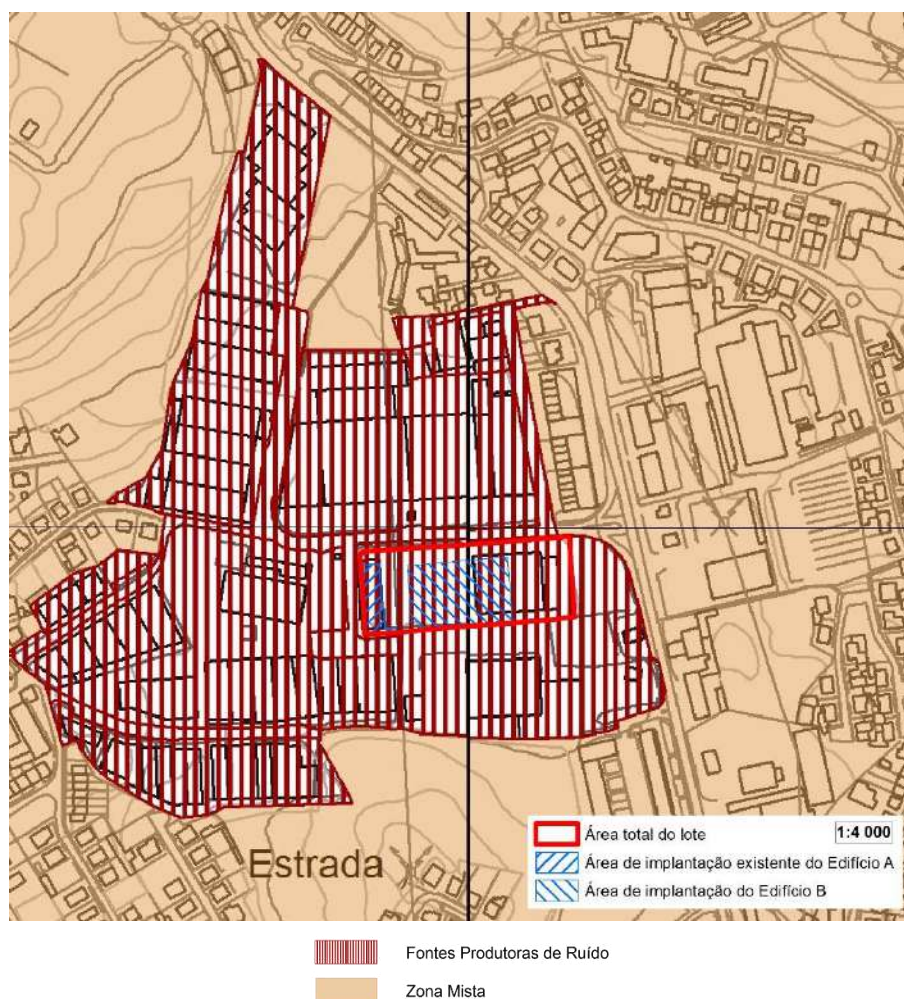 Estrada
Área total do lote 1:4 000
Área de implantação existente do Edifício A
Área de implantação do Edifício B
Fontes Produtoras de Ruído
Zona Mista